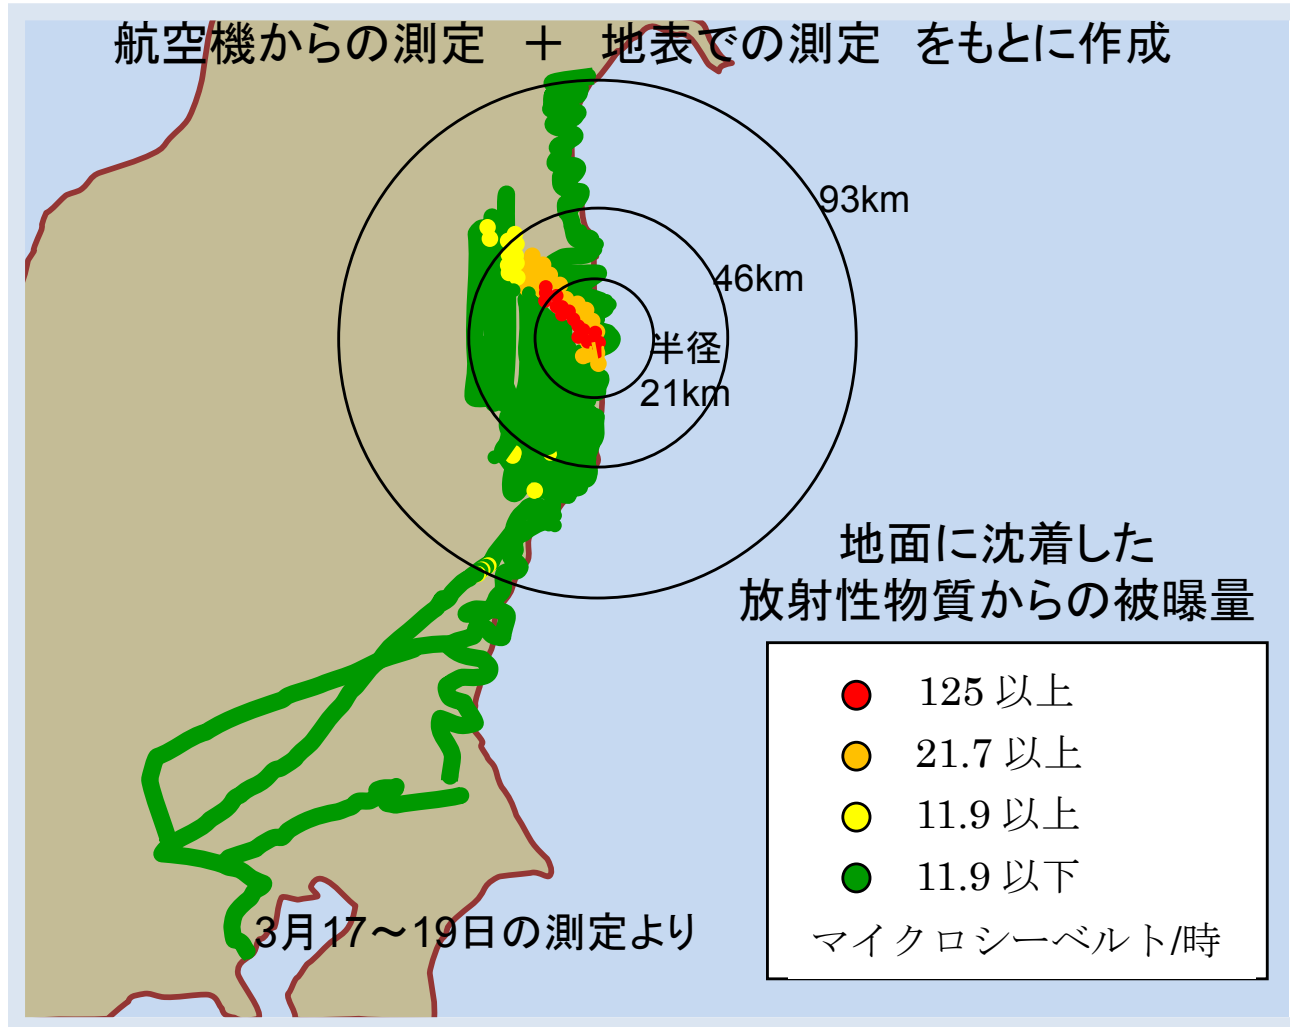 航空機からの測定 ＋ 地表での測定 をもとに作成
93km
46km
半径
21km
地面に沈着した
放射性物質からの被曝量
125 以上
21.7 以上
11.9 以上
11.9 以下
マイクロシーベルト/時
3月17～19日の測定より